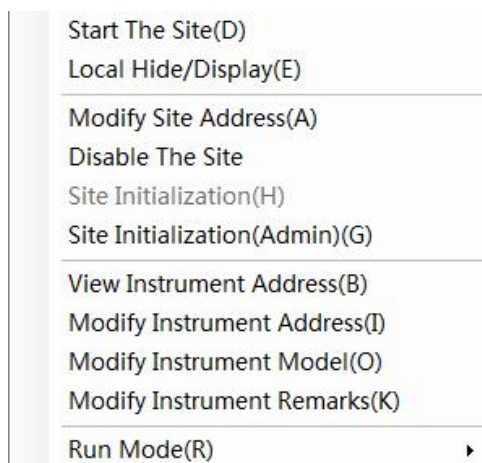 Start The Site(D)
Local Hide/Display(E)
Modify Site Address(A)
Disable The Site
Site Initialization(H)
Site Initialization(Admin)(G)
View Instrument Address(B)
Modify Instrument Address(I)
Modify Instrument Model(O)
Modify Instrument Remarks(K)
Run Mode(R)